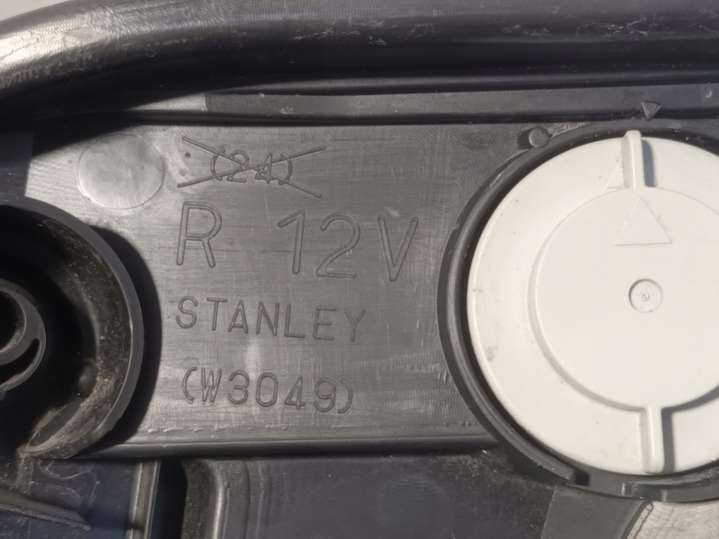 (24)
R 12V
STANLEY
(W3049)